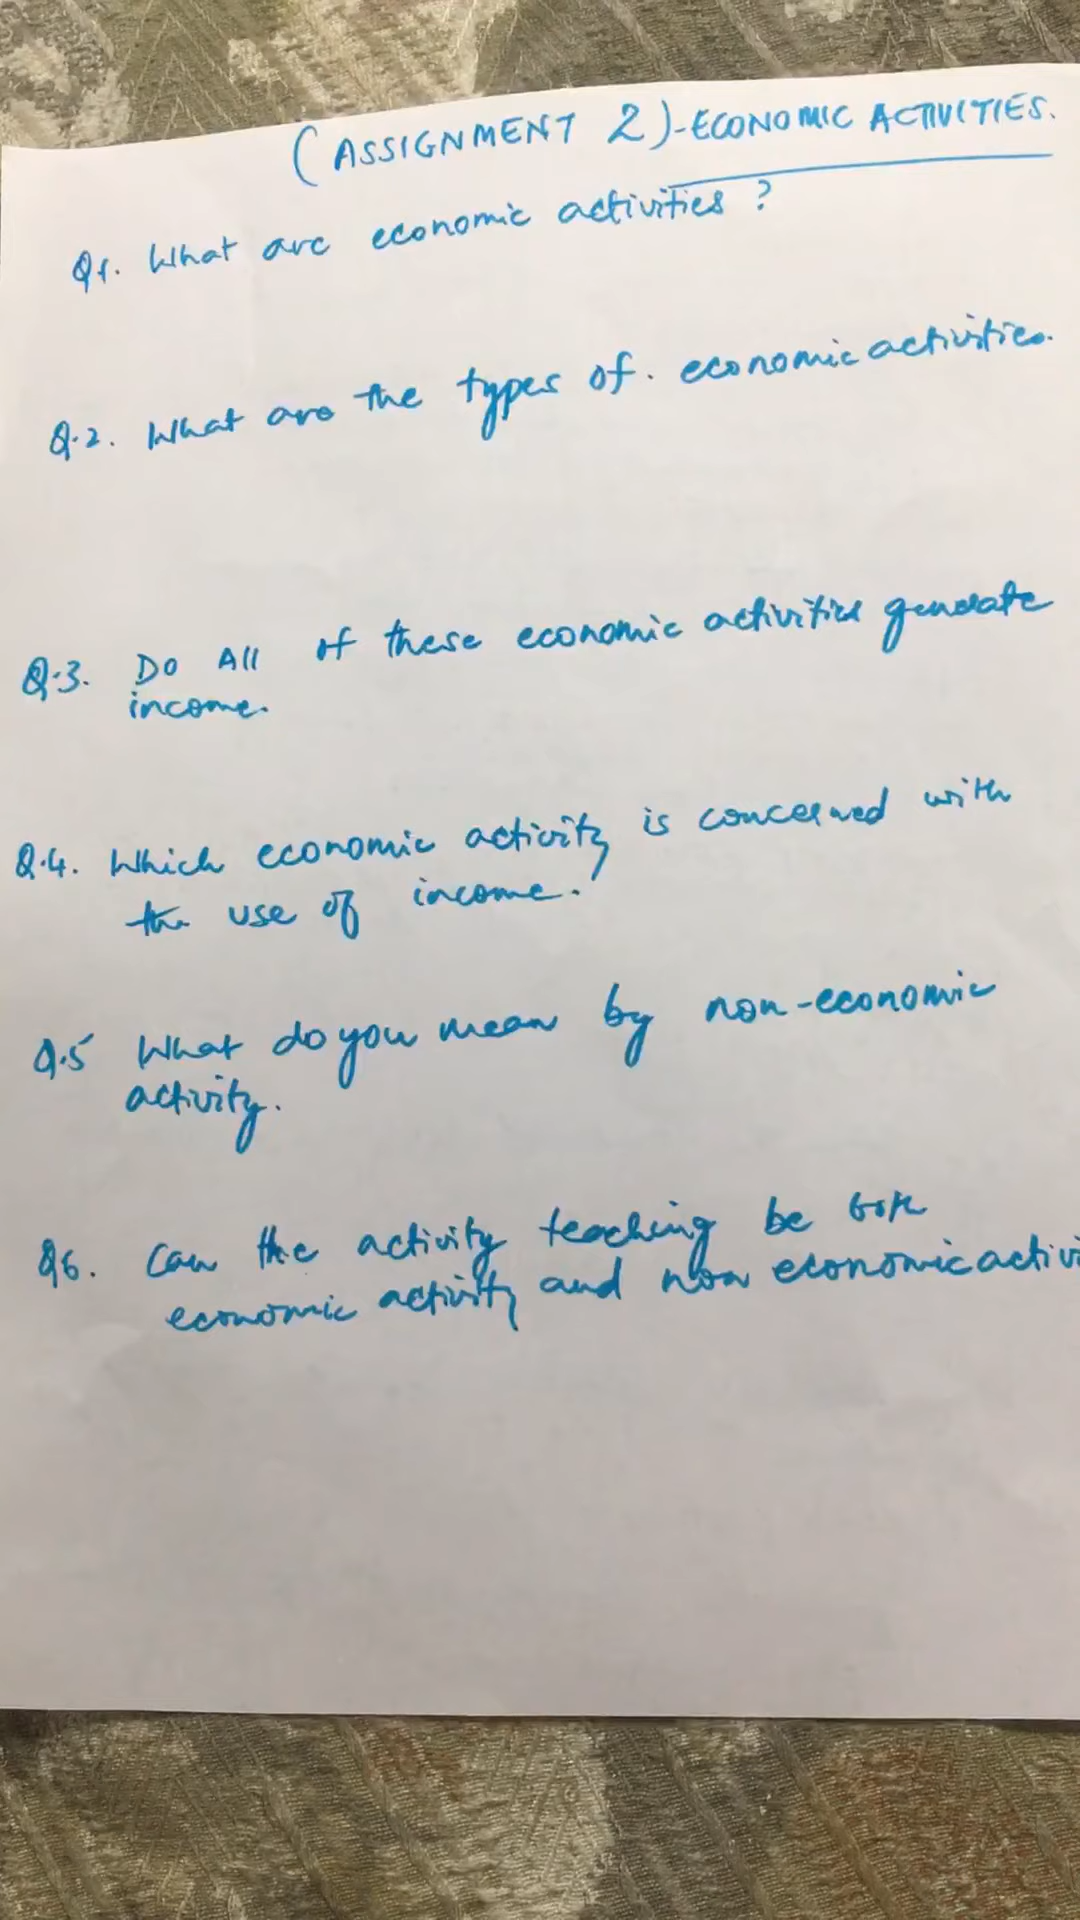 (ASSIGNMENT 2)-ECONOMIC ACTIVITIES.
Q1. What are economic activities?
Q.2. What are the types of. economic activities.
Q.3. Do All of these economic activities generate
income.
Q.4. Which economic activity is concerned with
the use of income.
Q.5 What do you mean by non-economic
activity.
Q6. Can the activity teaching be both
economic activity and non economic activi